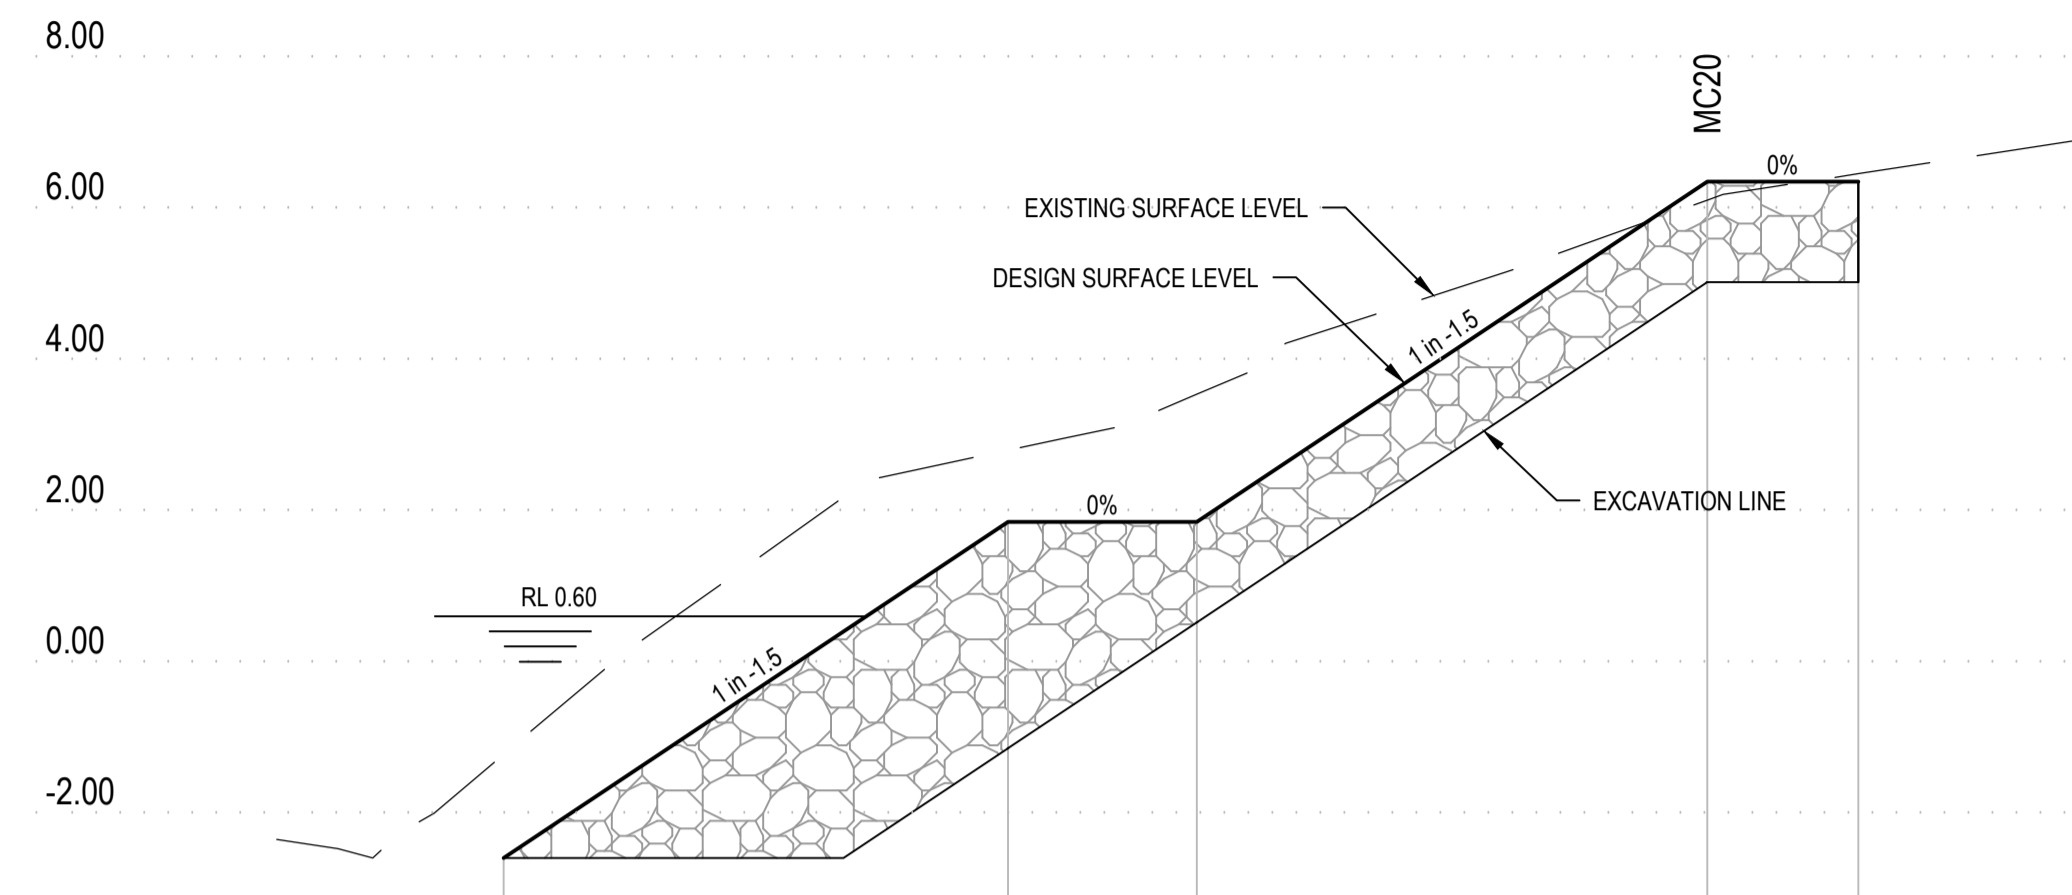 8.00
MC20
0%
6.00
EXISTING SURFACE LEVEL
DESIGN SURFACE LEVEL
4.00
1 in -1.5
2.00
0%
EXCAVATION LINE
RL 0.60
0.00
1 in -1.5
-2.00